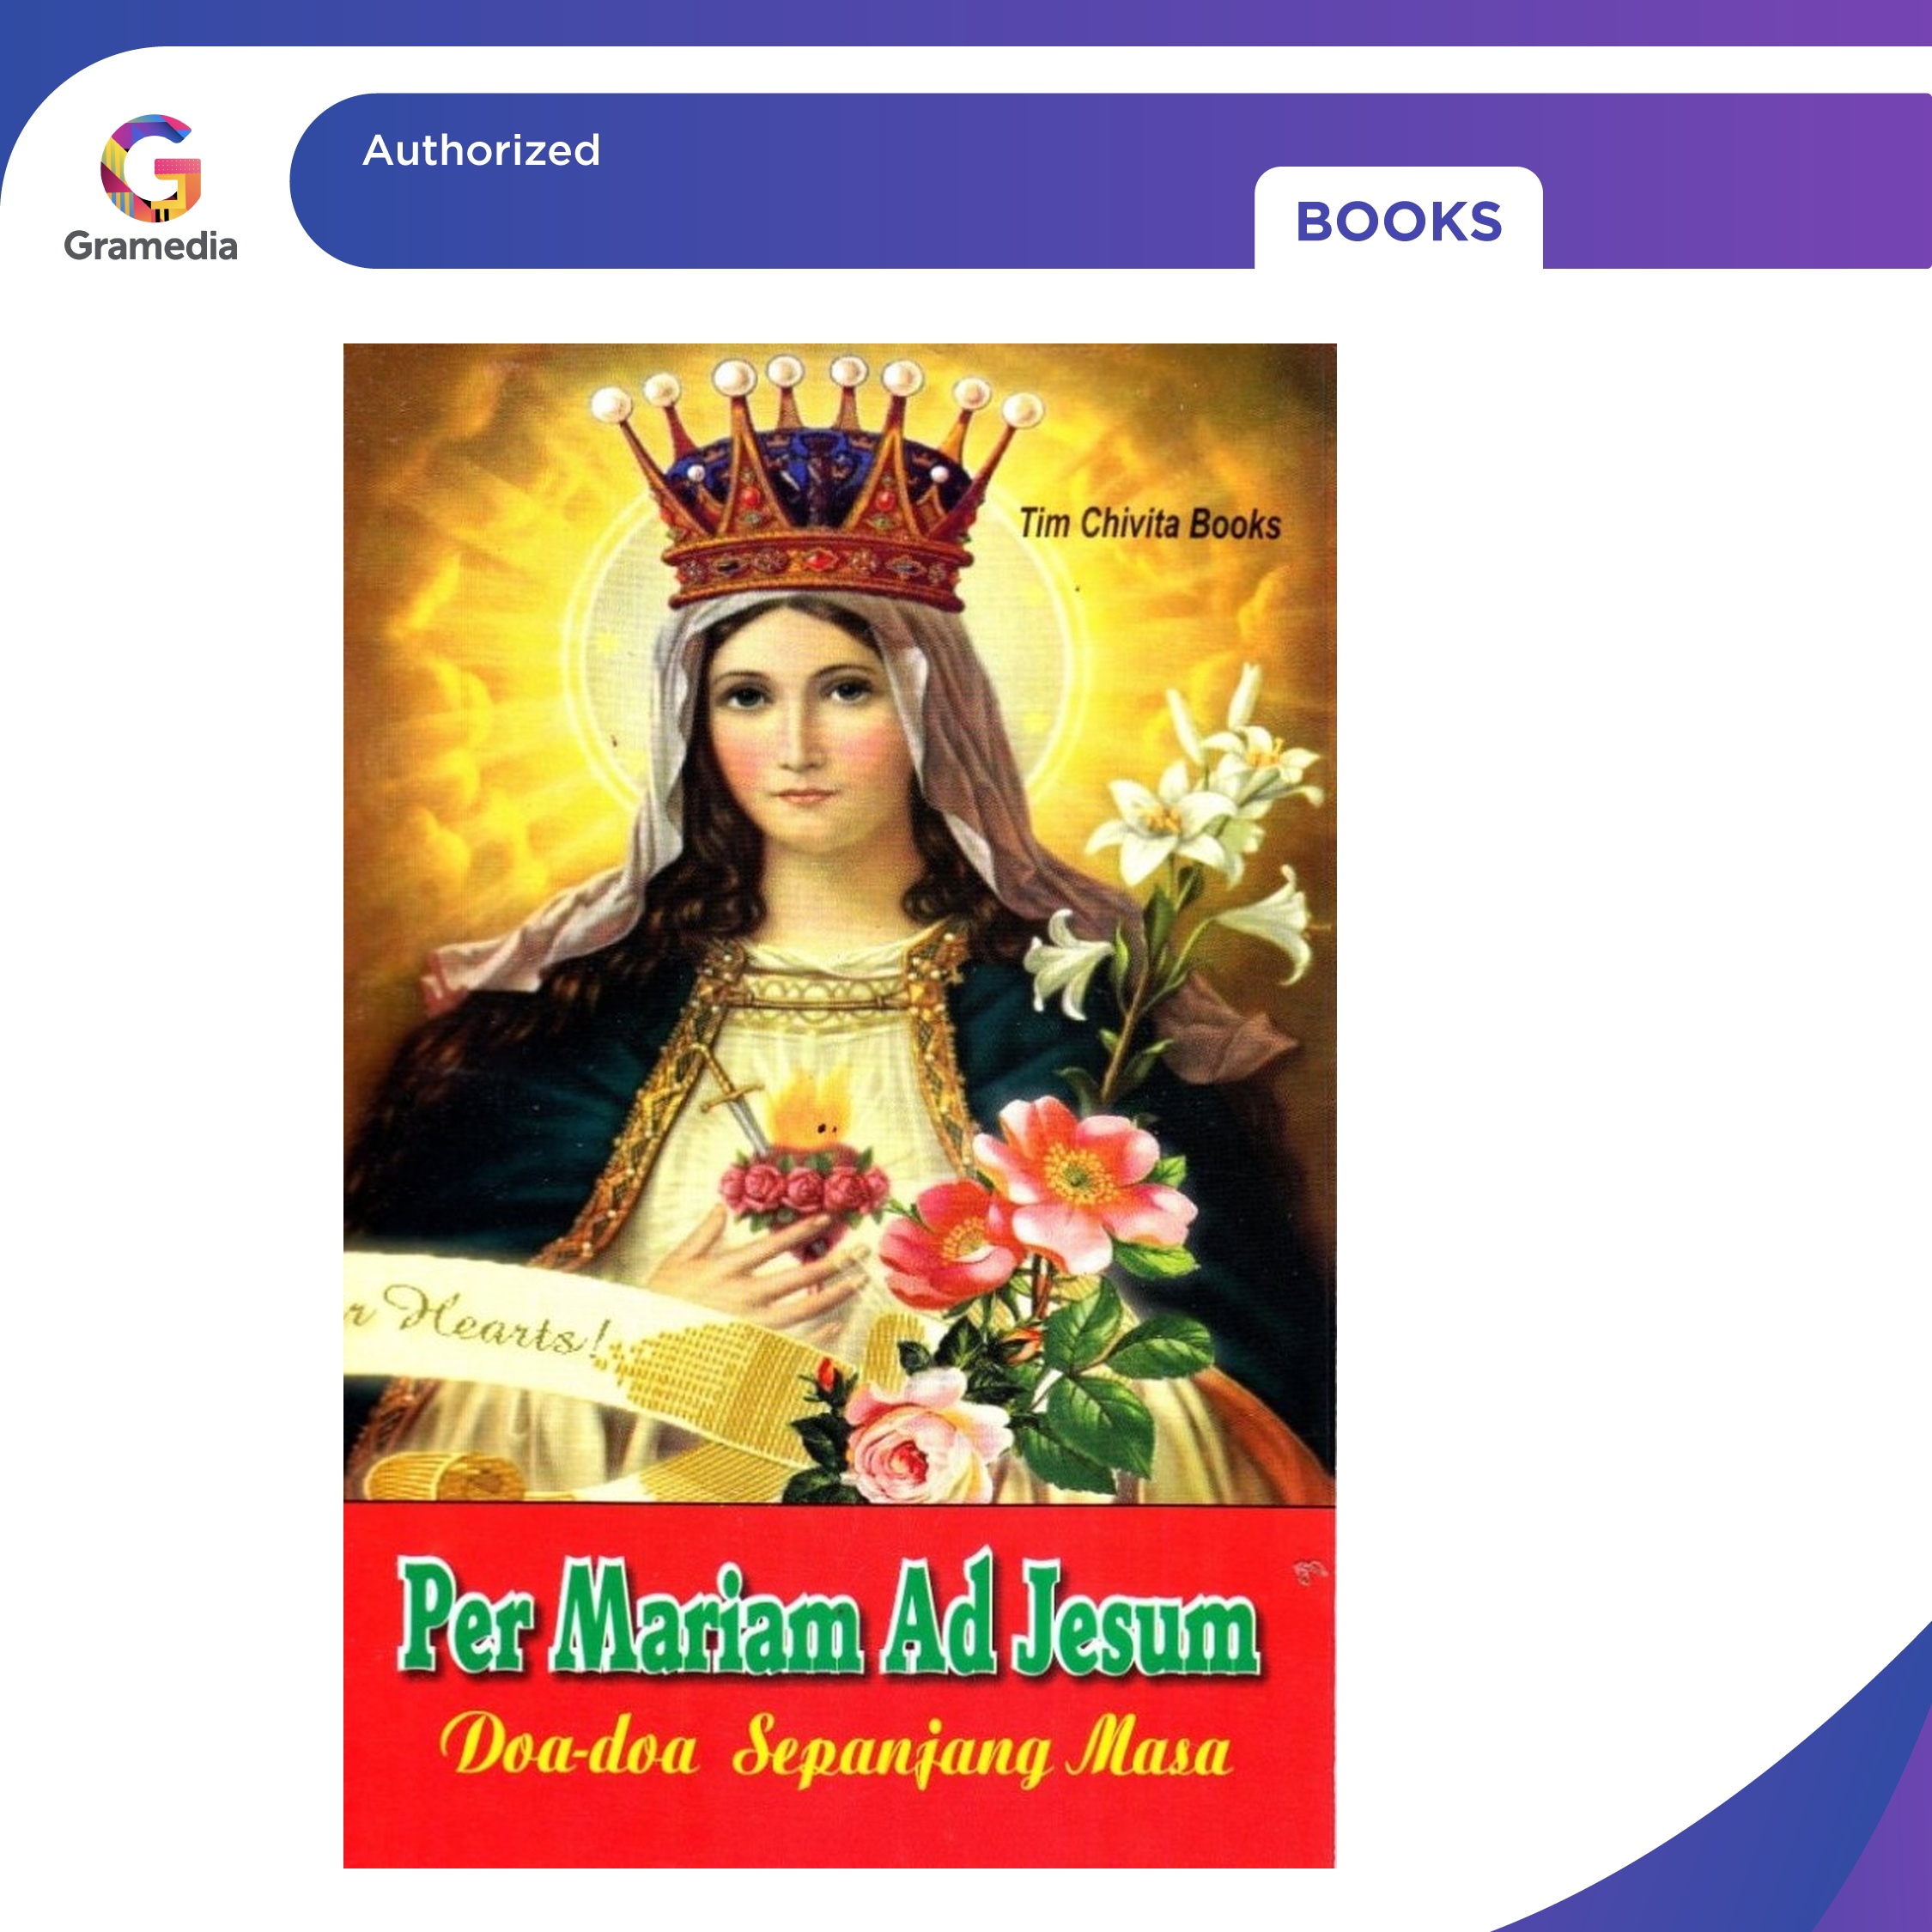 Authorized
Gramedia
BOOKS
Tim Chivita Books
r Hearts!
Per Mariam Ad Jesum
Doa-doa Sepanjang Masa